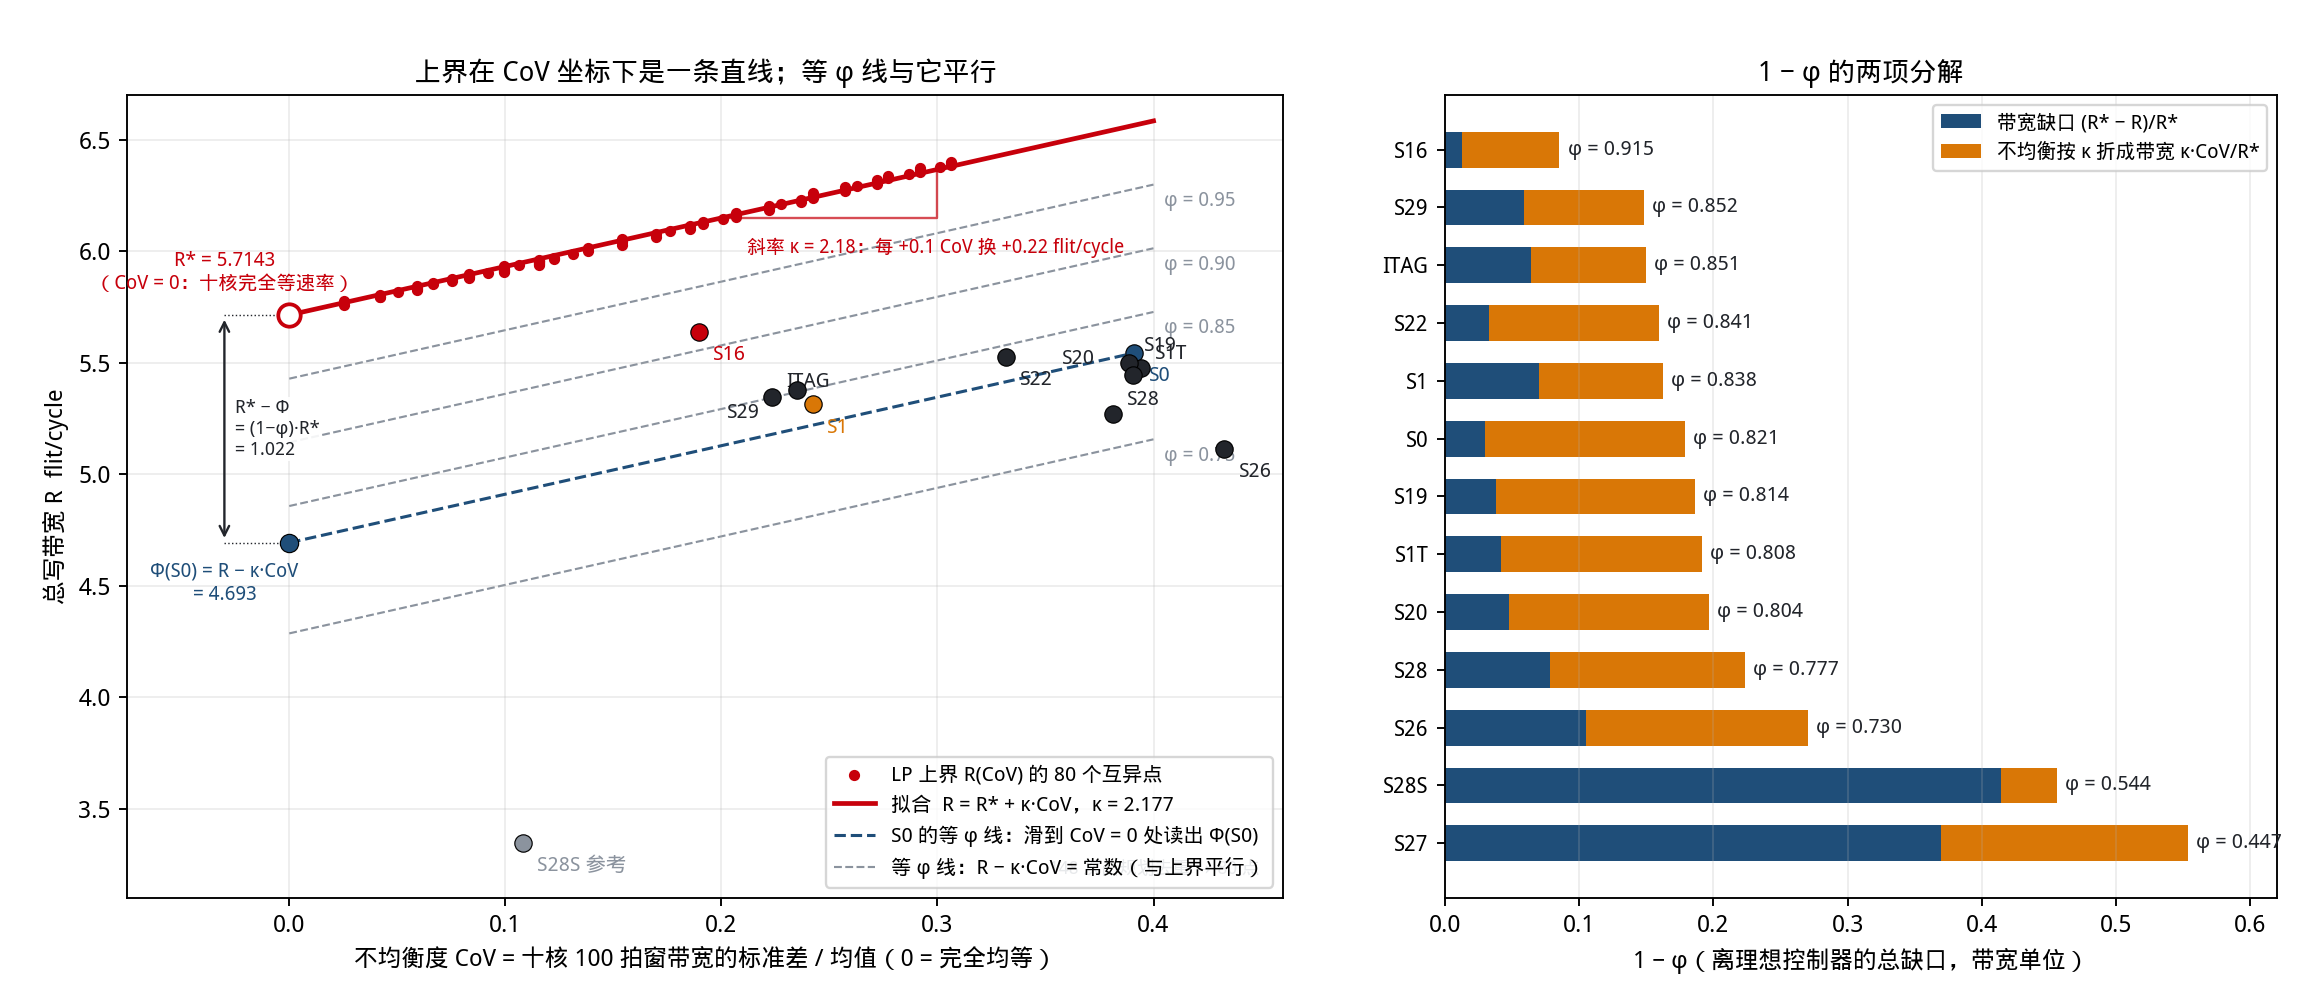 上界在 CoV 坐标下是一条直线；等 φ 线与它平行
总写带宽 R  flit/cycle
6.5
6.0
5.5
5.0
4.5
4.0
3.5
R* = 5.7143
（CoV = 0：十核完全等速率）
斜率 κ = 2.18：每 +0.1 CoV 换 +0.22 flit/cycle
φ = 0.95
φ = 0.90
φ = 0.85
R* − Φ
= (1−φ)·R*
= 1.022
Φ(S0) = R − κ·CoV
= 4.693
S16
ITAG
S29
S1
S22
S20
S19
S1T
S0
S28
S26
S28S 参考
LP 上界 R(CoV) 的 80 个互异点
拟合  R = R* + κ·CoV，κ = 2.177
S0 的等 φ 线：滑到 CoV = 0 处读出 Φ(S0)
等 φ 线：R − κ·CoV = 常数（与上界平行）
0.0
0.1
0.2
0.3
0.4
不均衡度 CoV = 十核 100 拍窗带宽的标准差 / 均值（0 = 完全均等）
1 − φ 的两项分解
带宽缺口 (R* − R)/R*
不均衡按 κ 折成带宽 κ·CoV/R*
S16 φ = 0.915
S29 φ = 0.852
ITAG φ = 0.851
S22 φ = 0.841
S1 φ = 0.838
S0 φ = 0.821
S19 φ = 0.814
S1T φ = 0.808
S20 φ = 0.804
S28 φ = 0.777
S26 φ = 0.730
S28S φ = 0.544
S27 φ = 0.447
0.0
0.1
0.2
0.3
0.4
0.5
0.6
1 − φ（离理想控制器的总缺口，带宽单位）